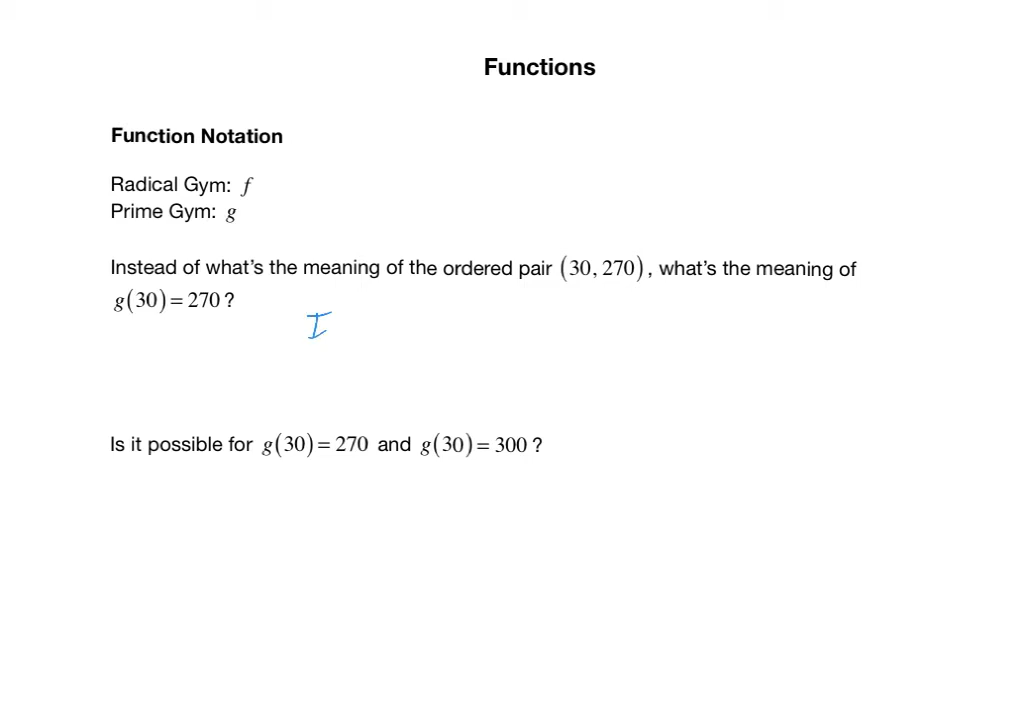 Functions
Function Notation
Radical Gym: f
Prime Gym: g
Instead of what's the meaning of the ordered pair (30, 270), what's the meaning of
g(30) = 270?
I
Is it possible for g(30) = 270 and g(30) = 300?